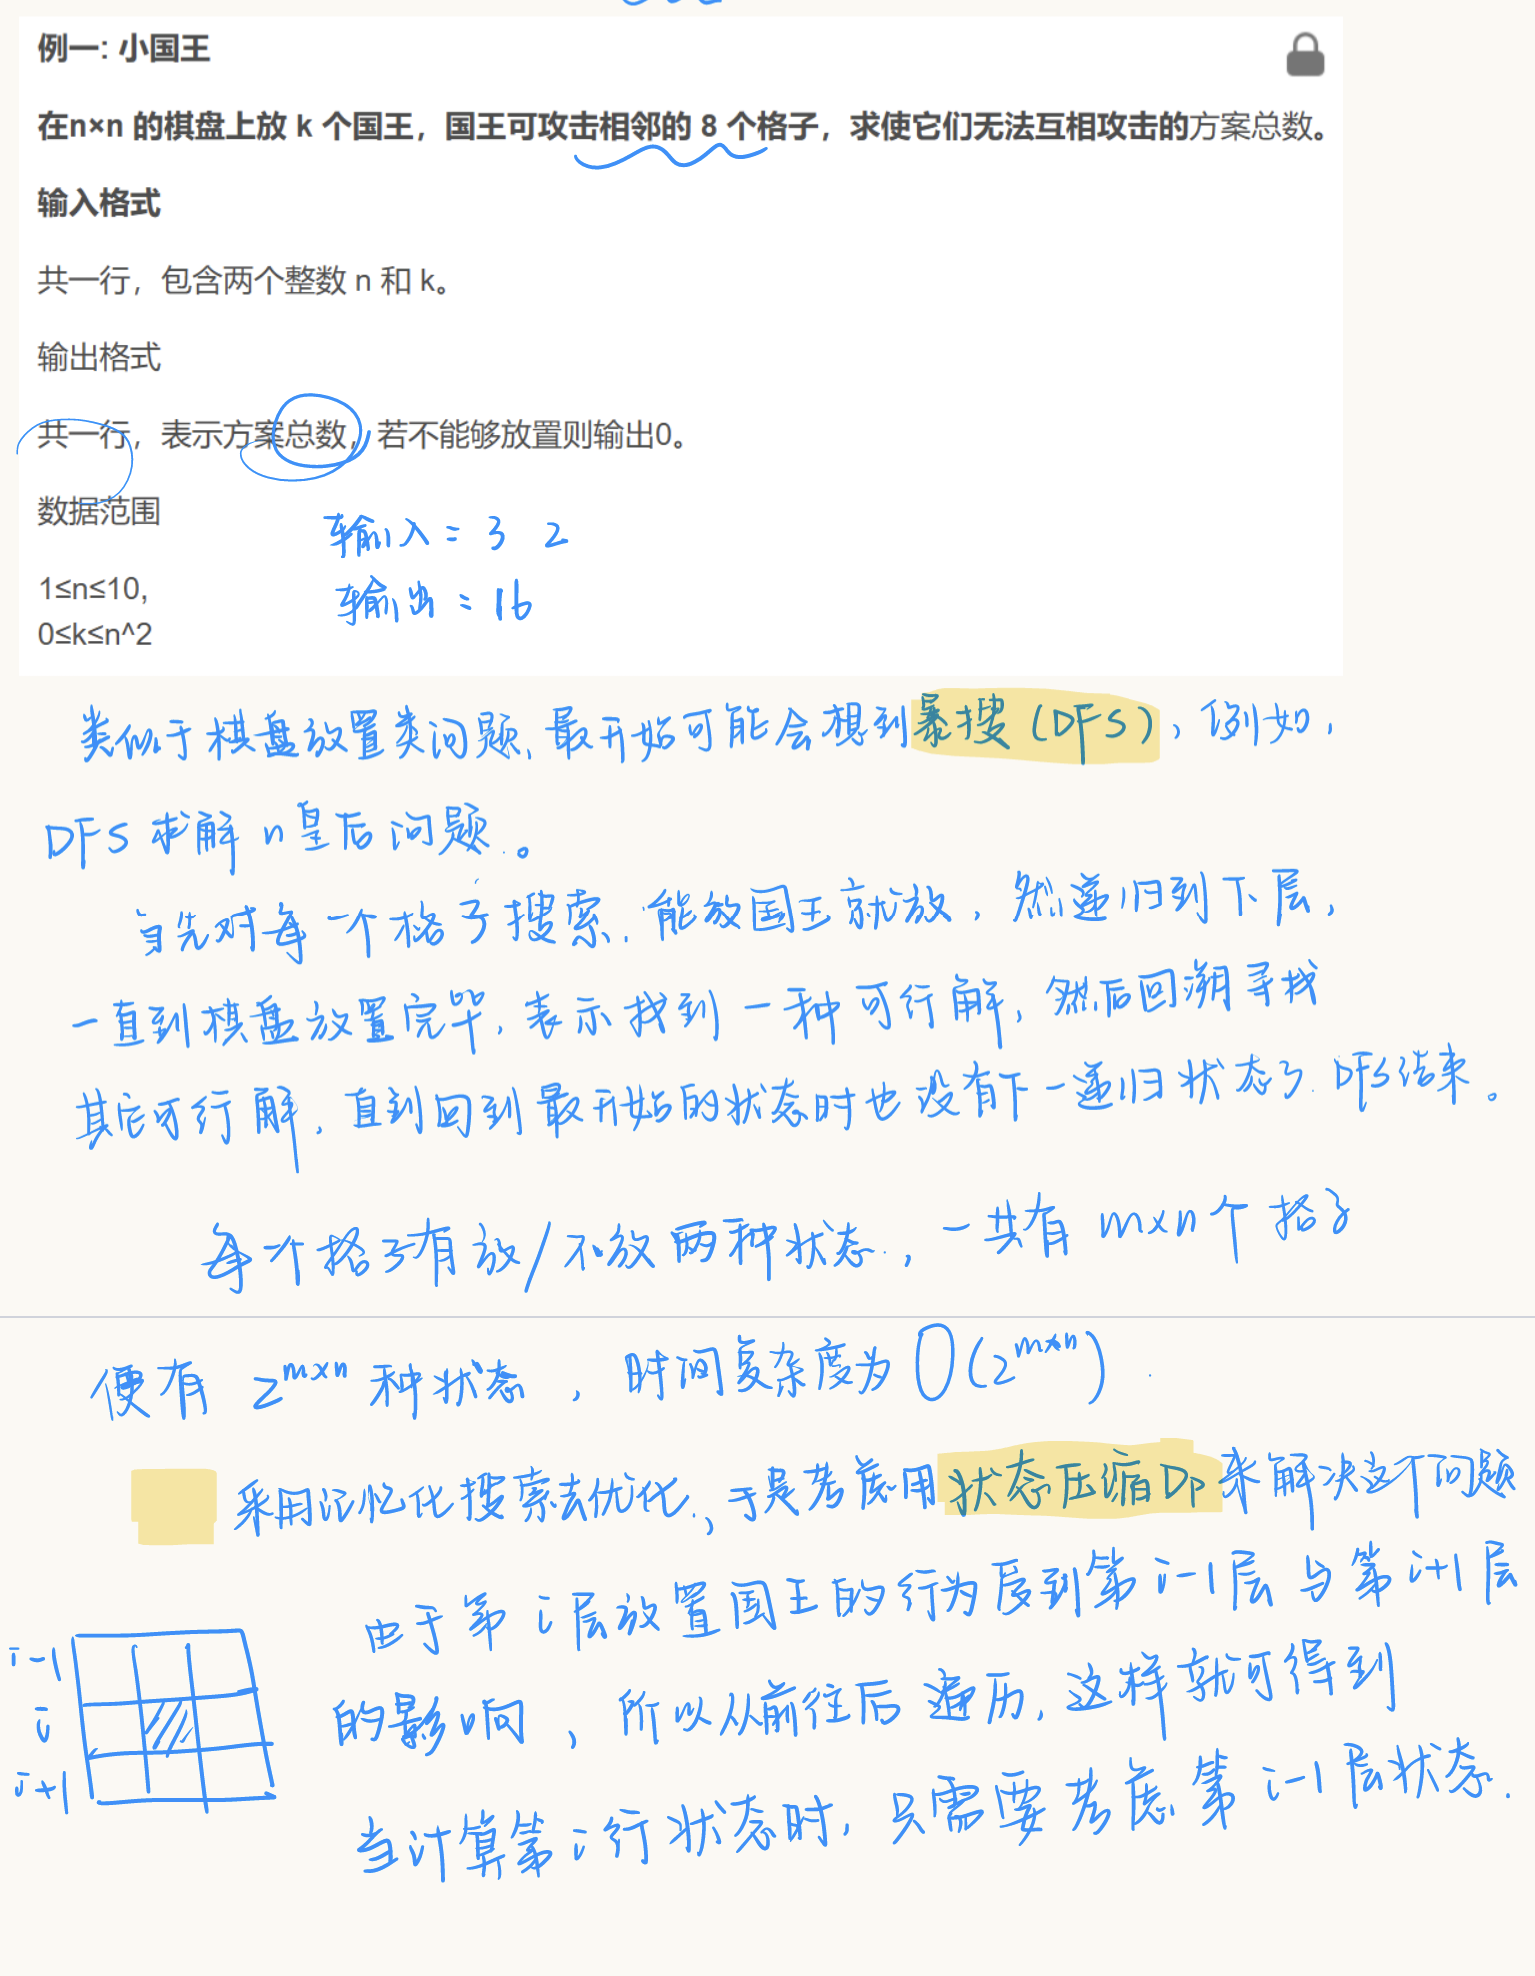 例一: 小国王
在n×n 的棋盘上放 k 个国王，国王可攻击相邻的 8 个格子，求使它们无法互相攻击的方案总数。
输入格式
共一行，包含两个整数 n 和 k。
输出格式
共一行，表示方案总数，若不能够放置则输出0。
数据范围
输入: 3 2
1≤n≤10,
输出: 16
0≤k≤n^2
类似于棋盘放置类问题,最开始可能会想到暴搜(DFS),例如,
DFS求解n皇后问题。
首先对每一个格子搜索,能放国王就放,然递归到下层,
一直到棋盘放置完毕,表示找到一种可行解,然后回溯寻找
其它可行解,直到回到最开始的状态时也没有下一递归状态了.DFS结束。
每个格子有放/不放两种状态,一共有m×n个格子
便有 2^{m×n}种状态,时间复杂度为O(2^{m×n}).
采用记忆化搜索去优化,于是考虑用状态压缩DP来解决这个问题
由于第i层放置国王的行为受到第i-1层与第i+1层
i-1
的影响,所以从前往后遍历,这样就可得到
i
i+1
当计算第i行状态时,只需要考虑第i-1层状态.